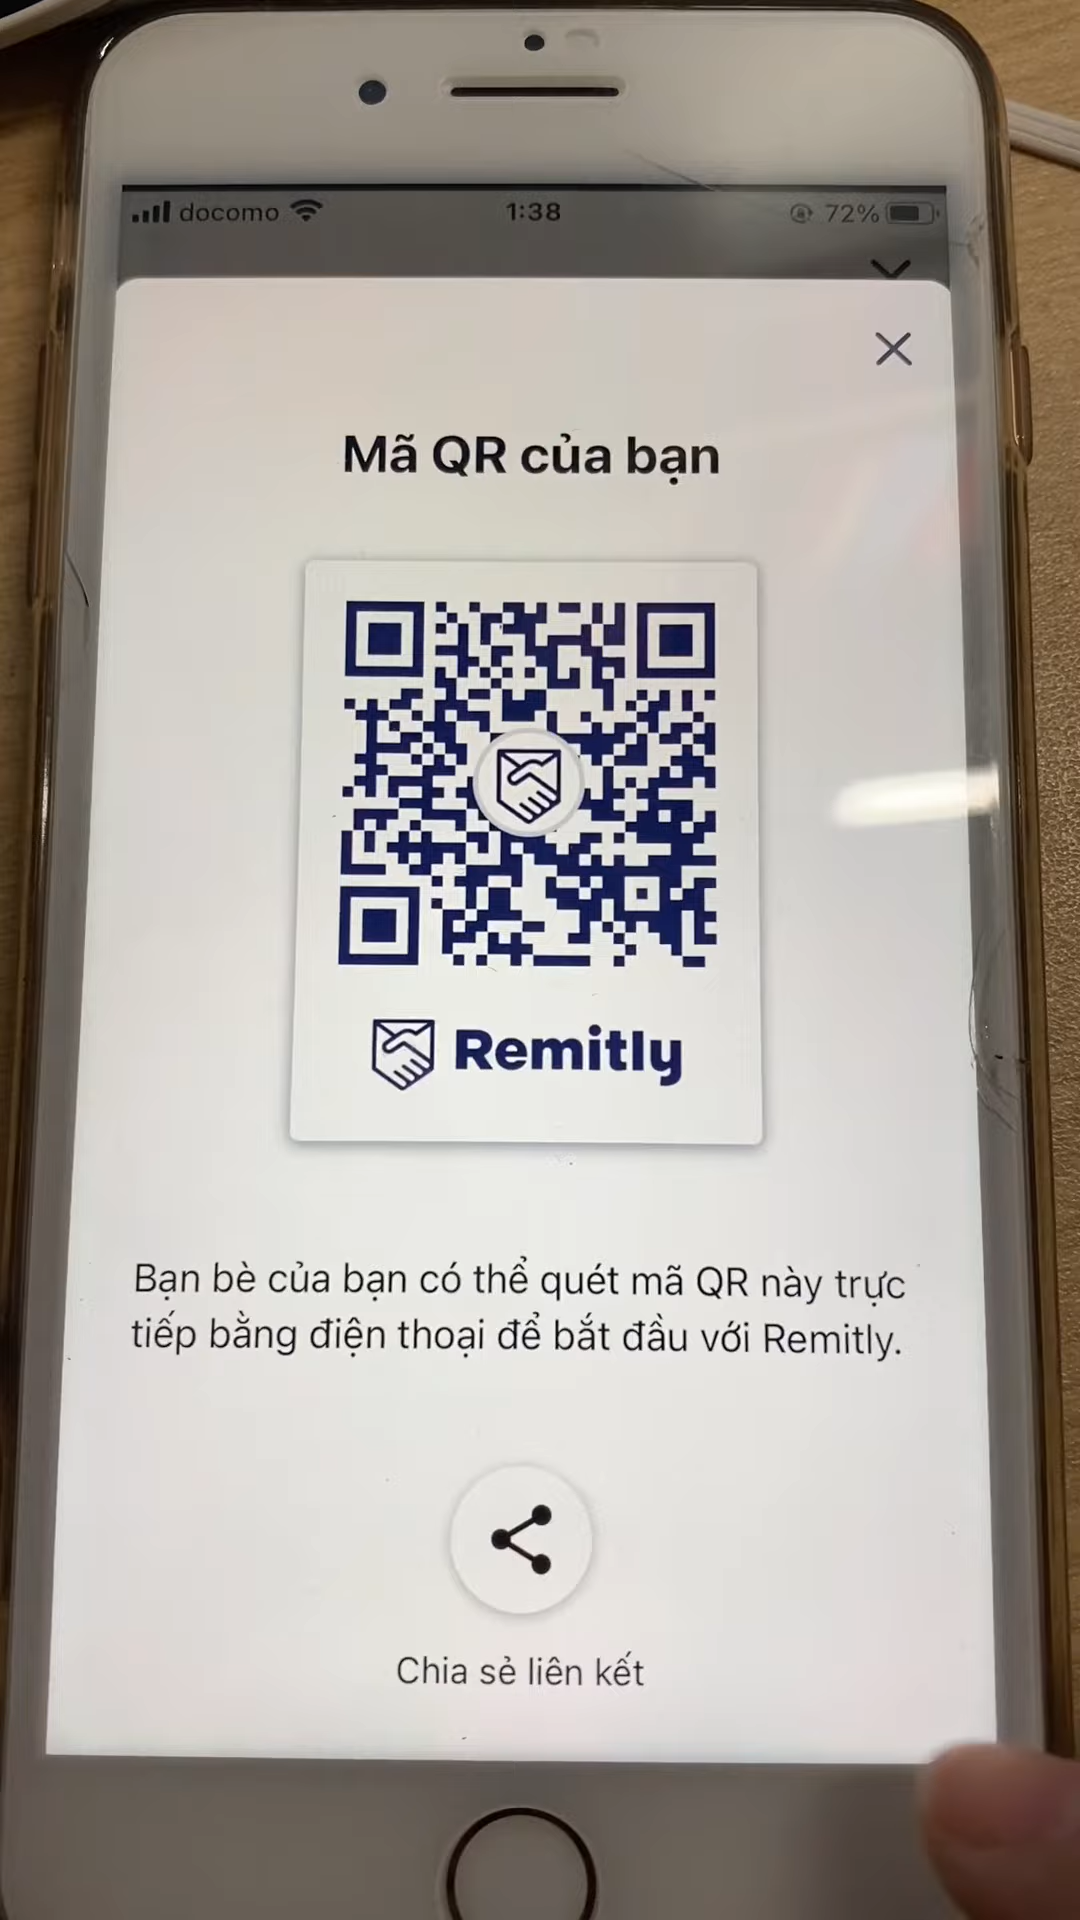 docomo 1:38 72%
Mã QR của bạn
Remitly
Bạn bè của bạn có thể quét mã QR này trực
tiếp bằng điện thoại để bắt đầu với Remitly.
Chia sẻ liên kết